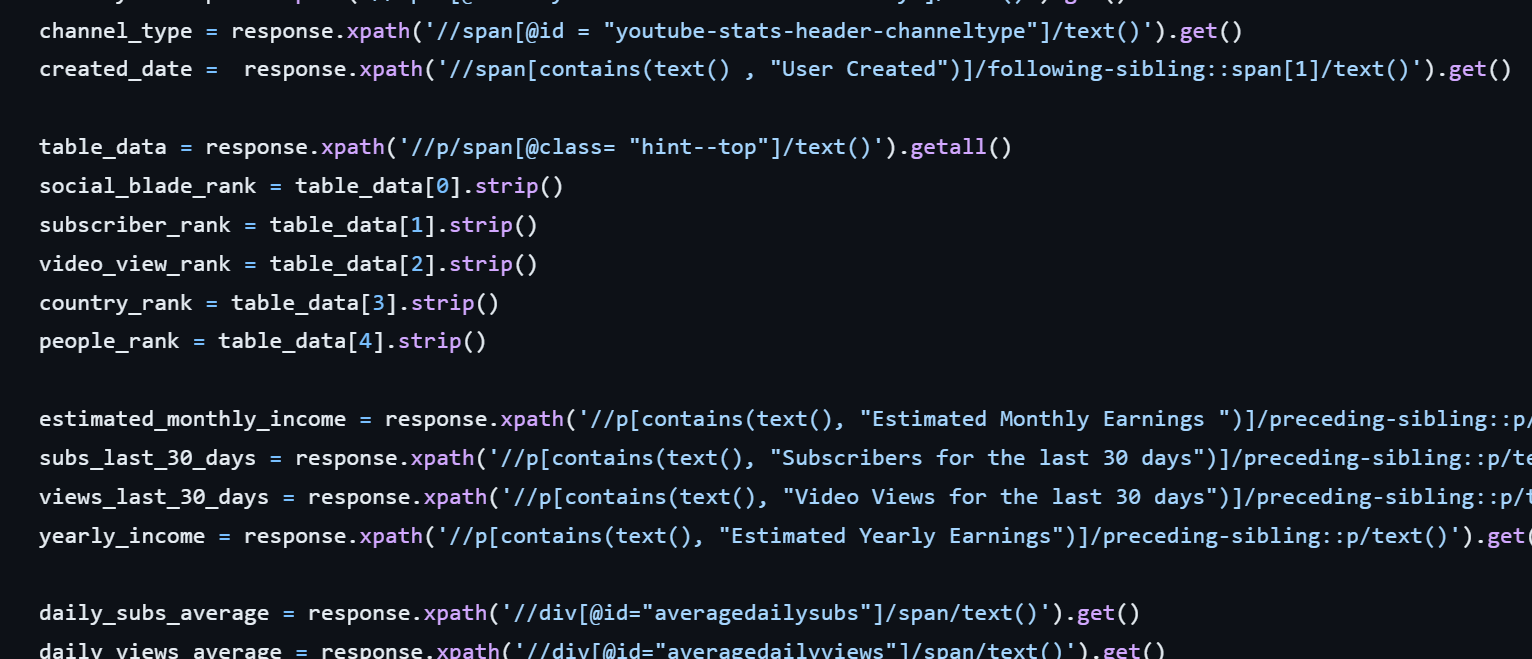 channel_type = response.xpath('//span[@id = "youtube-stats-header-channeltype"]/text()').get()
created_date =  response.xpath('//span[contains(text() , "User Created")]/following-sibling::span[1]/text()').get()
table_data = response.xpath('//p/span[@class= "hint--top"]/text()').getall()
social_blade_rank = table_data[0].strip()
subscriber_rank = table_data[1].strip()
video_view_rank = table_data[2].strip()
country_rank = table_data[3].strip()
people_rank = table_data[4].strip()
estimated_monthly_income = response.xpath('//p[contains(text(), "Estimated Monthly Earnings ")]/preceding-sibling::p/
subs_last_30_days = response.xpath('//p[contains(text(), "Subscribers for the last 30 days")]/preceding-sibling::p/te
views_last_30_days = response.xpath('//p[contains(text(), "Video Views for the last 30 days")]/preceding-sibling::p/t
yearly_income = response.xpath('//p[contains(text(), "Estimated Yearly Earnings")]/preceding-sibling::p/text()').get(
daily_subs_average = response.xpath('//div[@id="averagedailysubs"]/span/text()').get()
daily_views_average = response.xpath('//div[@id="averagedailyviews"]/span/text()').get()